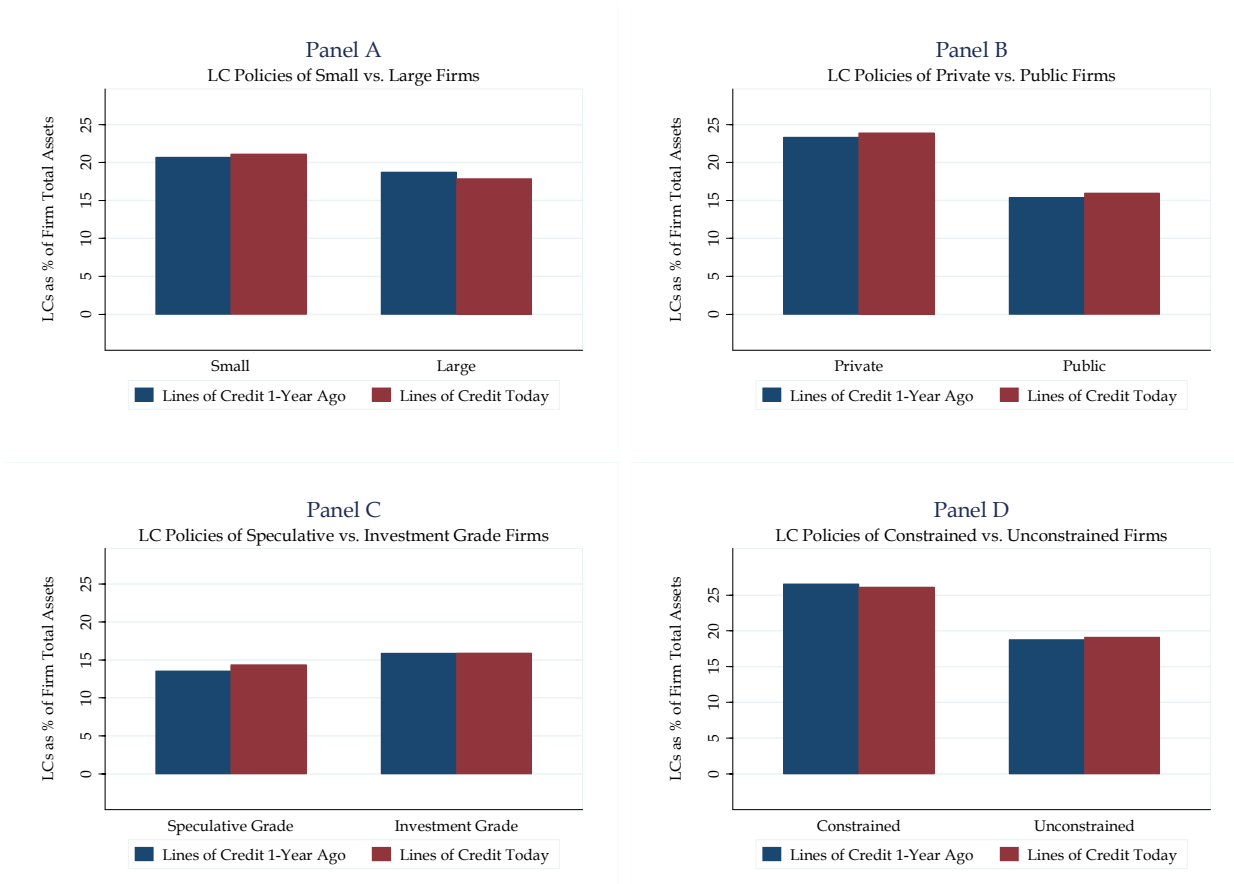 Panel A
LC Policies of Small vs. Large Firms
LCs as % of Firm Total Assets
25
20
15
10
5
0
Small Large
Lines of Credit 1-Year Ago Lines of Credit Today
Panel B
LC Policies of Private vs. Public Firms
LCs as % of Firm Total Assets
25
20
15
10
5
0
Private Public
Lines of Credit 1-Year Ago Lines of Credit Today
Panel C
LC Policies of Speculative vs. Investment Grade Firms
LCs as % of Firm Total Assets
25
20
15
10
5
0
Speculative Grade Investment Grade
Lines of Credit 1-Year Ago Lines of Credit Today
Panel D
LC Policies of Constrained vs. Unconstrained Firms
LCs as % of Firm Total Assets
25
20
15
10
5
0
Constrained Unconstrained
Lines of Credit 1-Year Ago Lines of Credit Today